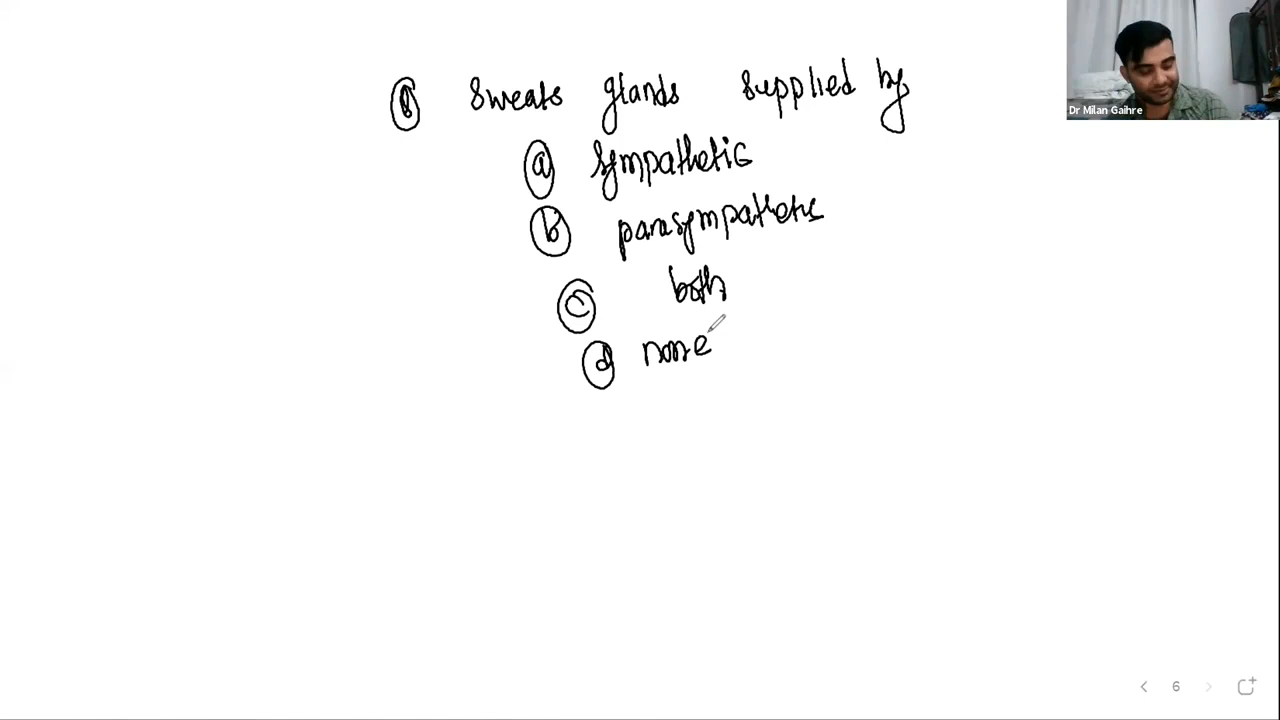 Q Sweats glands supplied by
a sympathetic
b parasympathetic
c both
d none
Dr Milan Gaihre
6